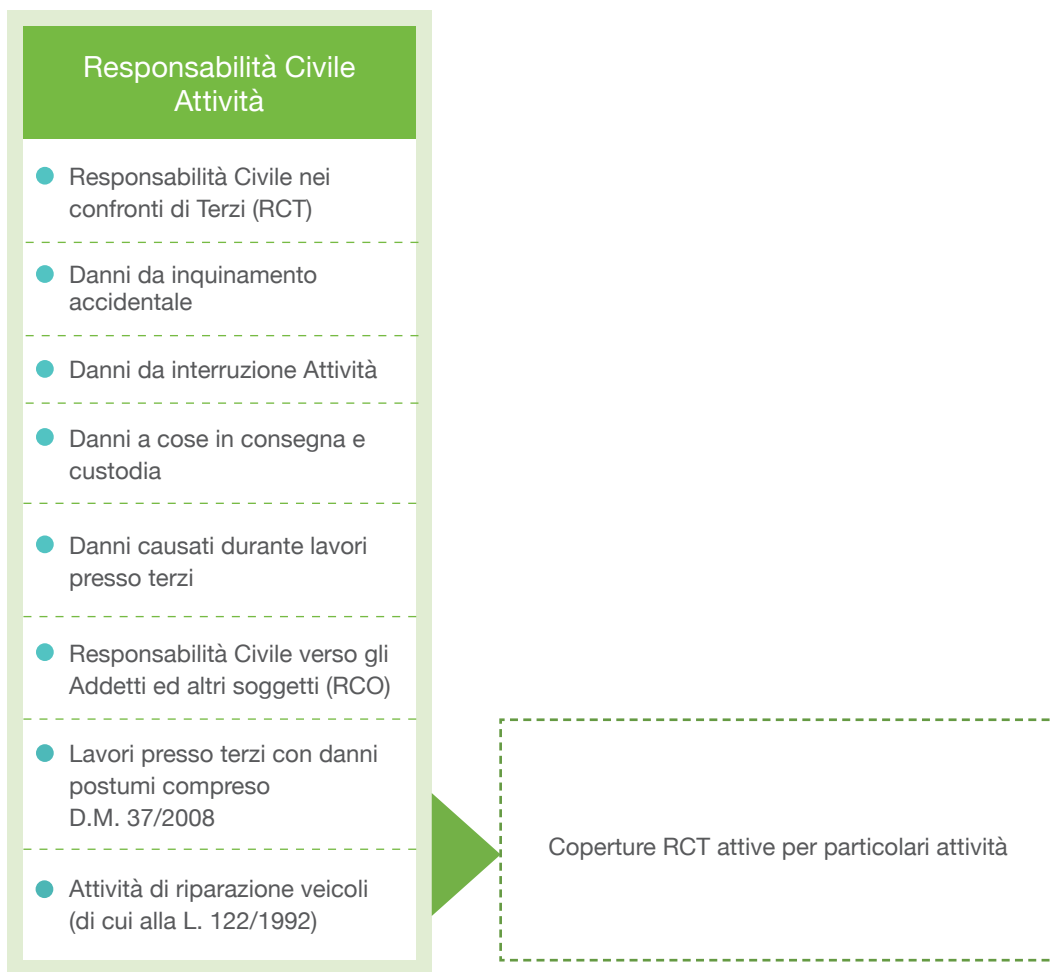 Responsabilità Civile
Attività
Responsabilità Civile nei
confronti di Terzi (RCT)
Danni da inquinamento
accidentale
Danni da interruzione Attività
Danni a cose in consegna e
custodia
Danni causati durante lavori
presso terzi
Responsabilità Civile verso gli
Addetti ed altri soggetti (RCO)
Lavori presso terzi con danni
postumi compreso
D.M. 37/2008
Attività di riparazione veicoli
(di cui alla L. 122/1992)
Coperture RCT attive per particolari attività